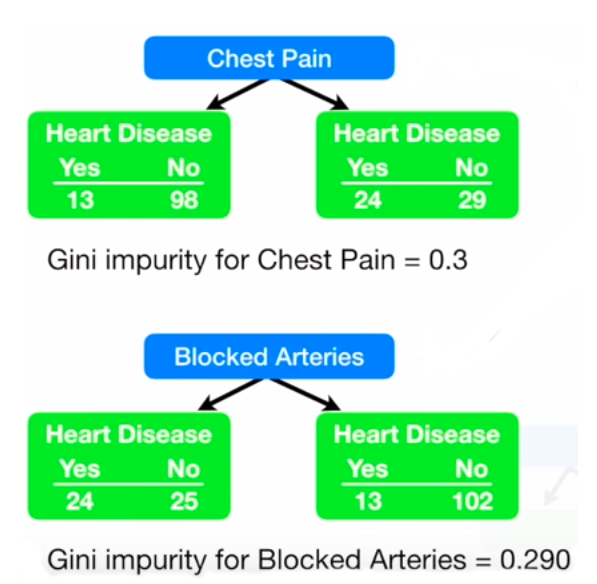 Chest Pain
Heart Disease Heart Disease
Yes No Yes No
13 98 24 29
Gini impurity for Chest Pain = 0.3
Blocked Arteries
Heart Disease Heart Disease
Yes No Yes No
24 25 13 102
Gini impurity for Blocked Arteries = 0.290